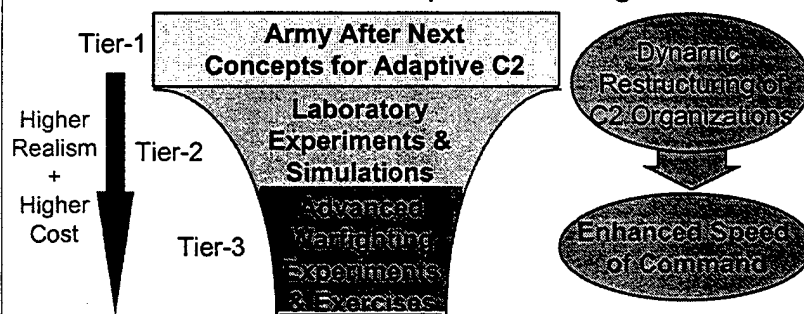 Tier-1
Army After Next
Concepts for Adaptive C2
Higher
Realism
+
Higher
Cost
Tier-2
Laboratory
Experiments &
Simulations
Tier-3
Advanced
Warfighting
Experiments
& Exercises
Dynamic
Restructuring of
C2 Organizations
Enhanced Speed
of Command